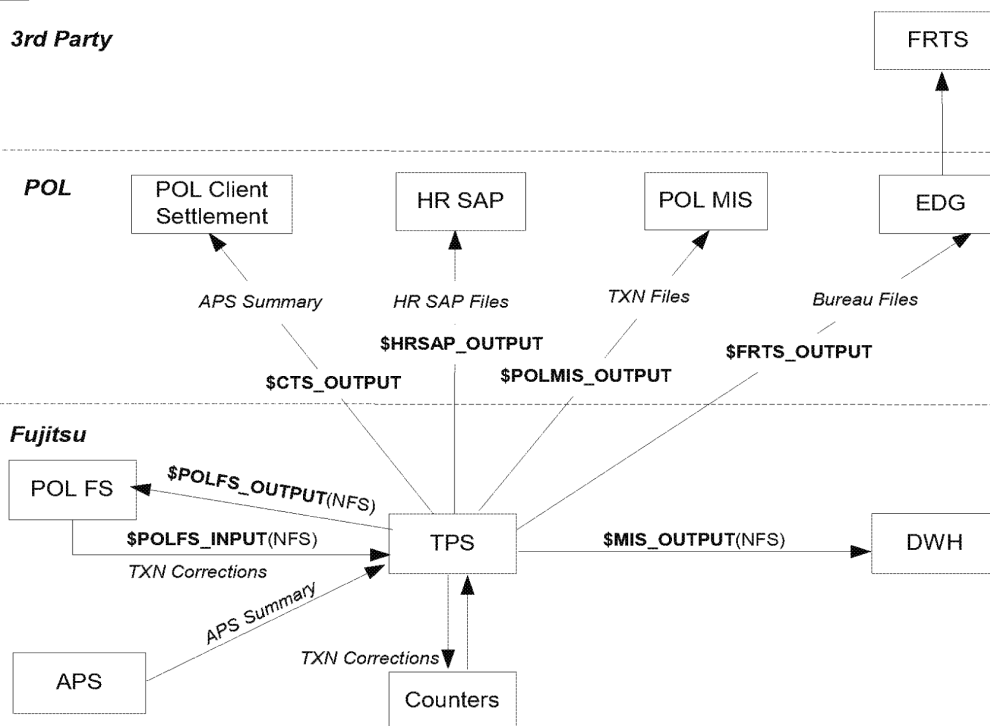 3rd Party
FRTS
POL
POL Client
Settlement
HR SAP
POL MIS
EDG
APS Summary
HR SAP Files
TXN Files
Bureau Files
$HRSAP_OUTPUT
$FRTS_OUTPUT
$CTS_OUTPUT
$POLMIS_OUTPUT
Fujitsu
POL FS
$POLFS_OUTPUT(NFS)
$POLFS_INPUT(NFS)
TXN Corrections
TPS
$MIS_OUTPUT(NFS)
DWH
APS Summary
APS
TXN Corrections
Counters